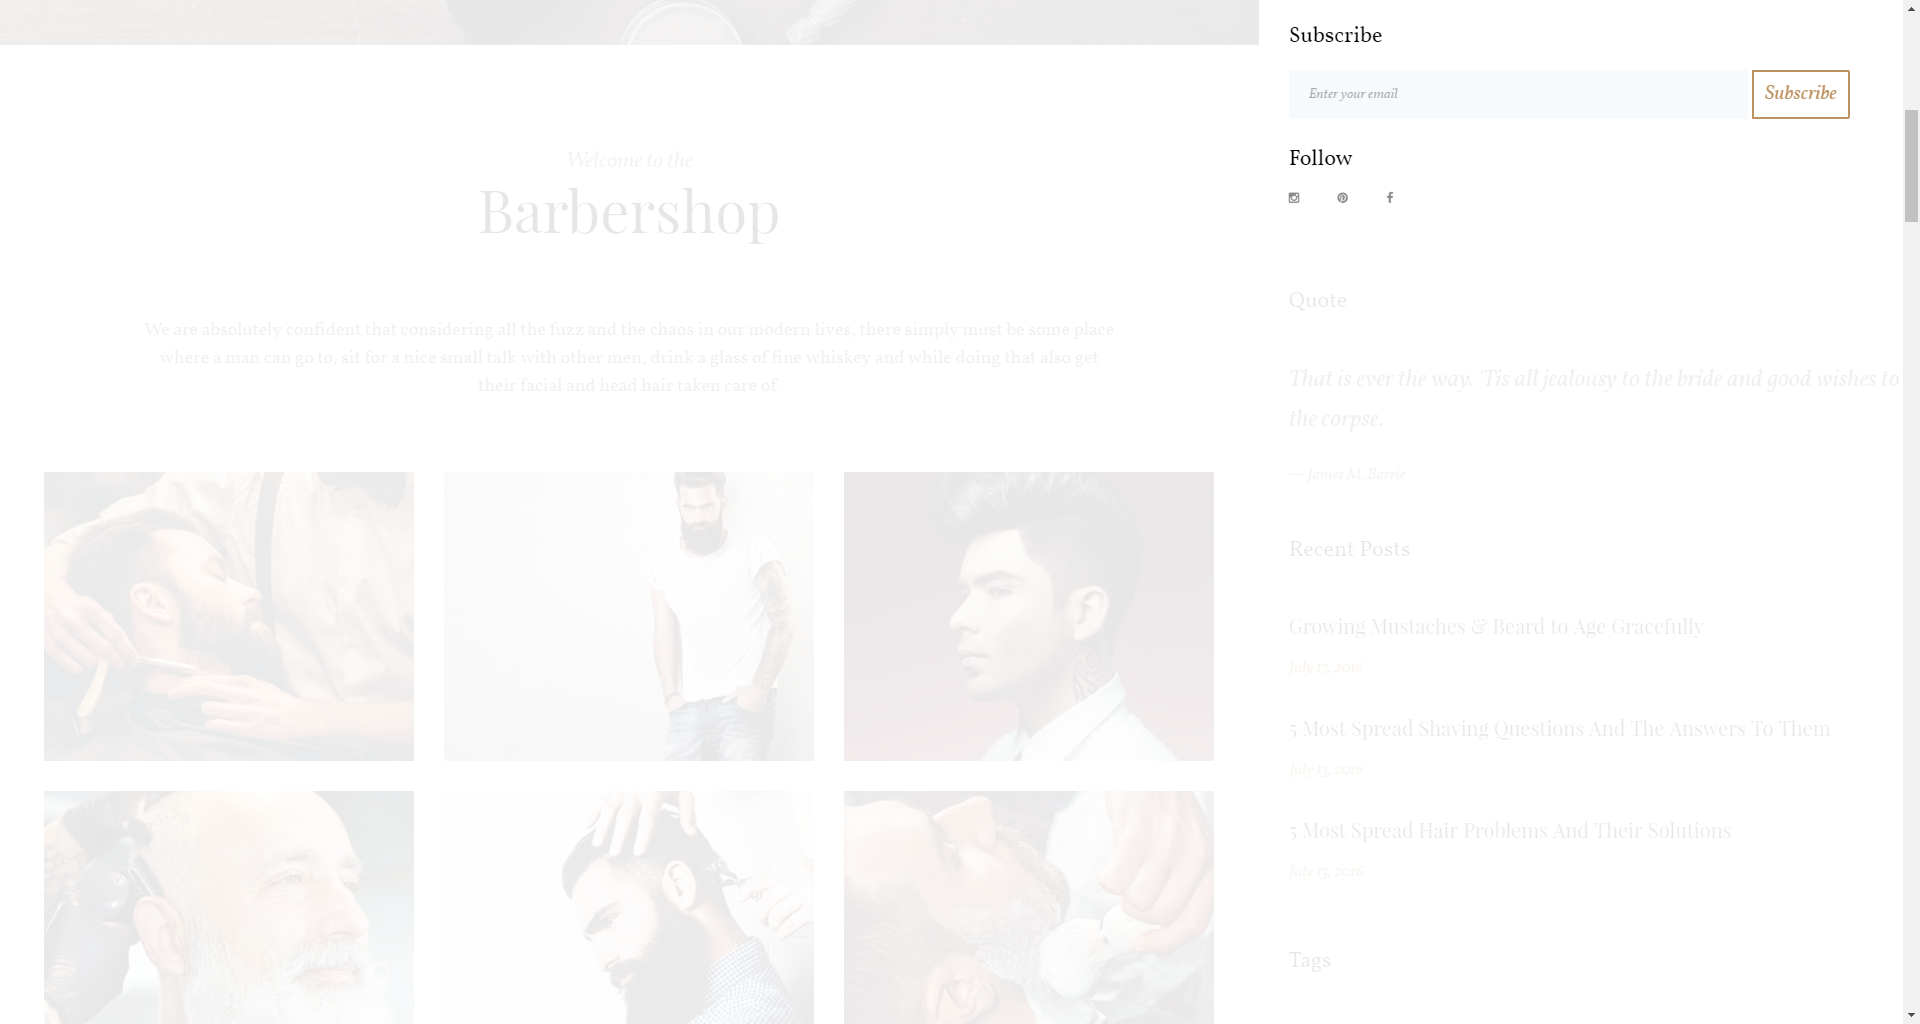 Welcome to the
Barbershop
We are absolutely confident that considering all the fuzz and the chaos in our modern lives, there simply must be some place
where a man can go to, sit for a nice small talk with other men, drink a glass of fine whiskey and while doing that also get
their facial and head hair taken care of
Subscribe
Enter your email
Subscribe
Follow
Quote
That is ever the way. 'Tis all jealousy to the bride and good wishes to
the corpse.
— James M. Barrie
Recent Posts
Growing Mustaches & Beard to Age Gracefully
July 13, 2016
5 Most Spread Shaving Questions And The Answers To Them
July 13, 2016
5 Most Spread Hair Problems And Their Solutions
July 13, 2016
Tags